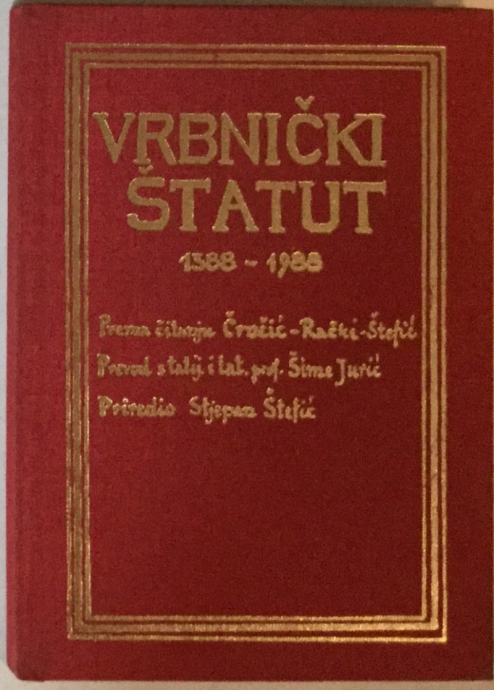 VRBNIČKI
ŠTATUT
1388 - 1988
Prema čitanju Črnčić-Rački-Štefić
Prevod s talij. i lat. prof. Šime Jurić
Priredio Stjepan Štefić